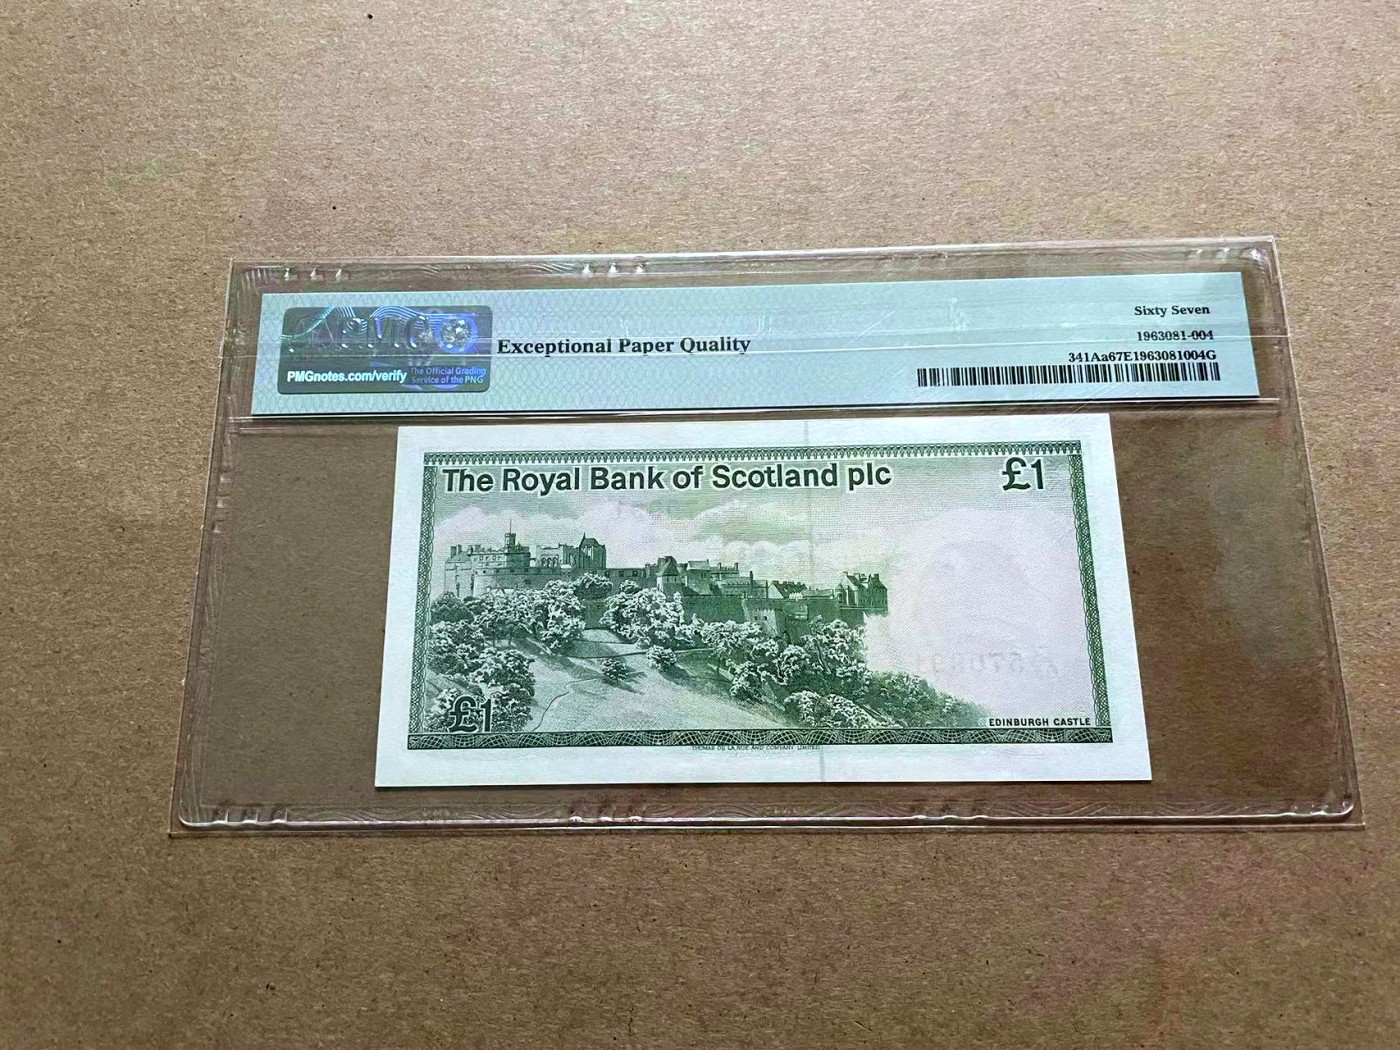 PMG
PMGnotes.com/verify
The Official Grading
Service of the PNG
Exceptional Paper Quality
Sixty Seven
1963081-004
341Aa67E1963081004G
The Royal Bank of Scotland plc
£1
£1
EDINBURGH CASTLE
THOMAS DE LA RUE AND COMPANY LIMITED